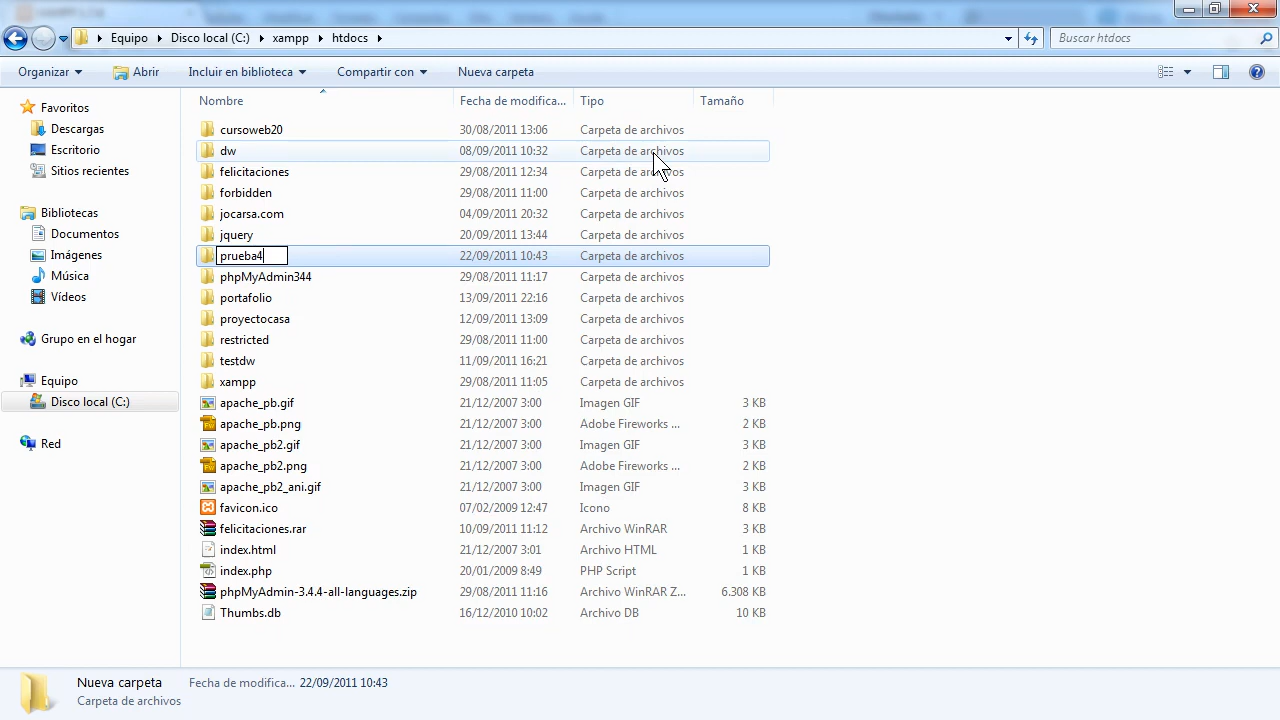 Equipo Disco local (C:) xampp htdocs Buscar htdocs
Organizar Abrir Incluir en biblioteca Compartir con Nueva carpeta
Favoritos
Descargas
Escritorio
Sitios recientes
Bibliotecas
Documentos
Imágenes
Música
Vídeos
Grupo en el hogar
Equipo
Disco local (C:)
Red
Nombre Fecha de modifica... Tipo Tamaño
cursoweb20 30/08/2011 13:06 Carpeta de archivos
dw 08/09/2011 10:32 Carpeta de archivos
felicitaciones 29/08/2011 12:34 Carpeta de archivos
forbidden 29/08/2011 11:00 Carpeta de archivos
jocarsa.com 04/09/2011 20:32 Carpeta de archivos
jquery 20/09/2011 13:44 Carpeta de archivos
prueba4 22/09/2011 10:43 Carpeta de archivos
phpMyAdmin344 29/08/2011 11:17 Carpeta de archivos
portafolio 13/09/2011 22:16 Carpeta de archivos
proyectocasa 12/09/2011 13:09 Carpeta de archivos
restricted 29/08/2011 11:00 Carpeta de archivos
testdw 11/09/2011 16:21 Carpeta de archivos
xampp 29/08/2011 11:05 Carpeta de archivos
apache_pb.gif 21/12/2007 3:00 Imagen GIF 3 KB
apache_pb.png 21/12/2007 3:00 Adobe Fireworks ... 2 KB
apache_pb2.gif 21/12/2007 3:00 Imagen GIF 3 KB
apache_pb2.png 21/12/2007 3:00 Adobe Fireworks ... 2 KB
apache_pb2_ani.gif 21/12/2007 3:00 Imagen GIF 3 KB
favicon.ico 07/02/2009 12:47 Icono 8 KB
felicitaciones.rar 10/09/2011 11:12 Archivo WinRAR 3 KB
index.html 21/12/2007 3:01 Archivo HTML 1 KB
index.php 20/01/2009 8:49 PHP Script 1 KB
phpMyAdmin-3.4.4-all-languages.zip 29/08/2011 11:16 Archivo WinRAR Z... 6.308 KB
Thumbs.db 16/12/2010 10:02 Archivo DB 10 KB
Nueva carpeta Fecha de modifica... 22/09/2011 10:43
Carpeta de archivos